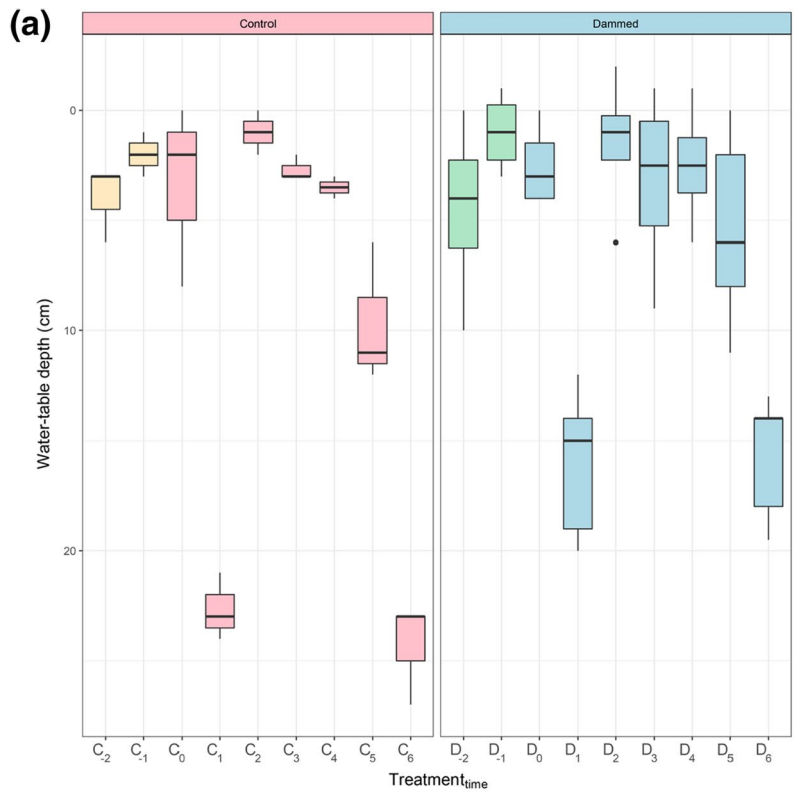 (a)
Control Dammed
0
10
20
Water-table depth (cm)
C-2 C-1 C0 C1 C2 C3 C4 C5 C6 D-2 D-1 D0 D1 D2 D3 D4 D5 D6
Treatmenttime